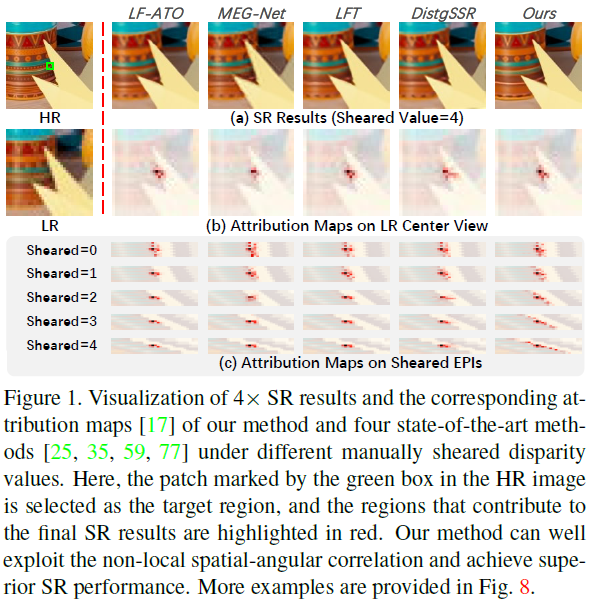 LF-ATO MEG-Net LFT DistgSSR Ours
HR
(a) SR Results (Sheared Value=4)
LR
(b) Attribution Maps on LR Center View
Sheared=0
Sheared=1
Sheared=2
Sheared=3
Sheared=4
(c) Attribution Maps on Sheared EPIs
Figure 1. Visualization of 4× SR results and the corresponding at-
tribution maps [17] of our method and four state-of-the-art meth-
ods [25, 35, 59, 77] under different manually sheared disparity
values. Here, the patch marked by the green box in the HR image
is selected as the target region, and the regions that contribute to
the final SR results are highlighted in red. Our method can well
exploit the non-local spatial-angular correlation and achieve supe-
rior SR performance. More examples are provided in Fig. 8.